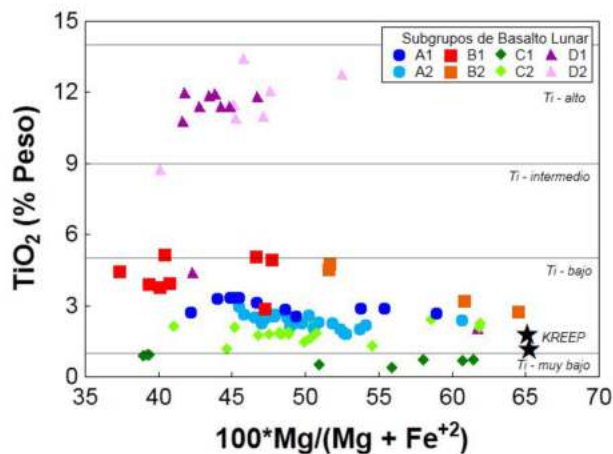 15
12
9
6
3
0
TiO2 (% Peso)
Subgrupos de Basalto Lunar
A1 B1 C1 D1
A2 B2 C2 D2
Ti - alto
Ti - intermedio
Ti - bajo
KREEP
Ti - muy bajo
35 40 45 50 55 60 65 70
100*Mg/(Mg + Fe+2)